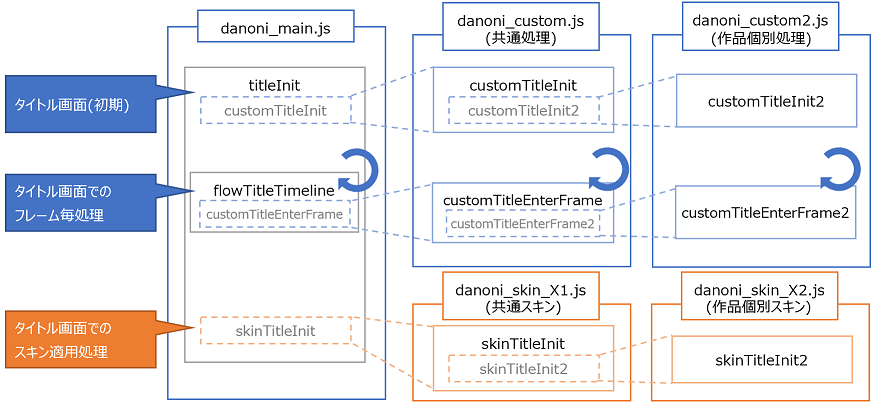 danoni_main.js
danoni_custom.js
(共通処理)
danoni_custom2.js
(作品個別処理)
タイトル画面(初期)
titleInit
customTitleInit
customTitleInit
customTitleInit2
customTitleInit2
タイトル画面での
フレーム毎処理
flowTitleTimeline
customTitleEnterFrame
customTitleEnterFrame
customTitleEnterFrame2
customTitleEnterFrame2
danoni_skin_X1.js
(共通スキン)
danoni_skin_X2.js
(作品個別スキン)
タイトル画面での
スキン適用処理
skinTitleInit
skinTitleInit
skinTitleInit2
skinTitleInit2